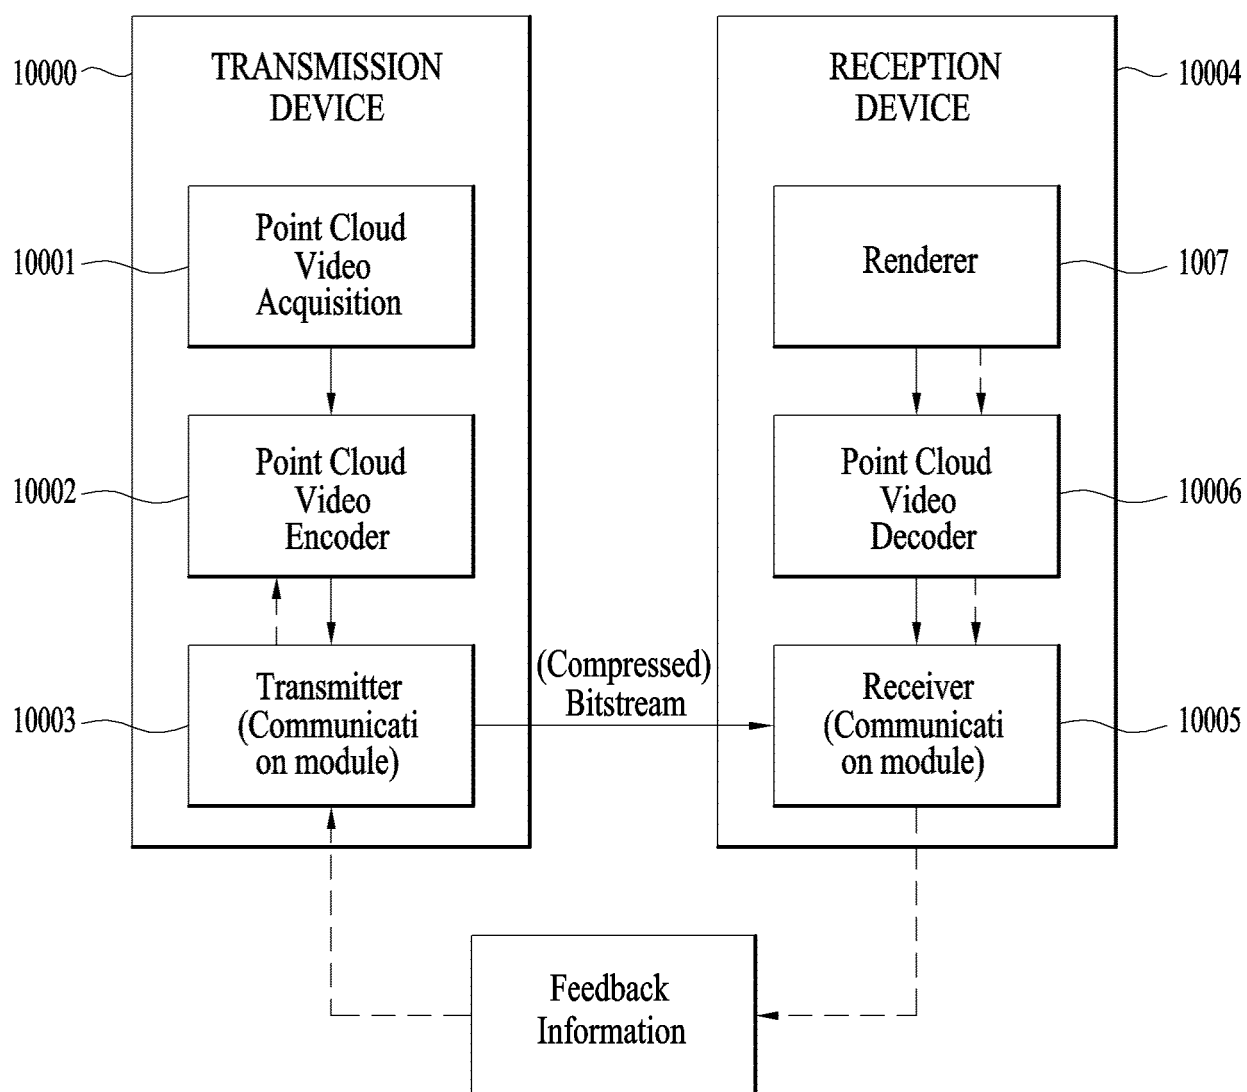 TRANSMISSION
DEVICE
10000
Point Cloud
Video
Acquisition
10001
Point Cloud
Video
Encoder
10002
Transmitter
(Communicati
on module)
10003
(Compressed)
Bitstream
RECEPTION
DEVICE
10004
Renderer
1007
Point Cloud
Video
Decoder
10006
Receiver
(Communicati
on module)
10005
Feedback
Information